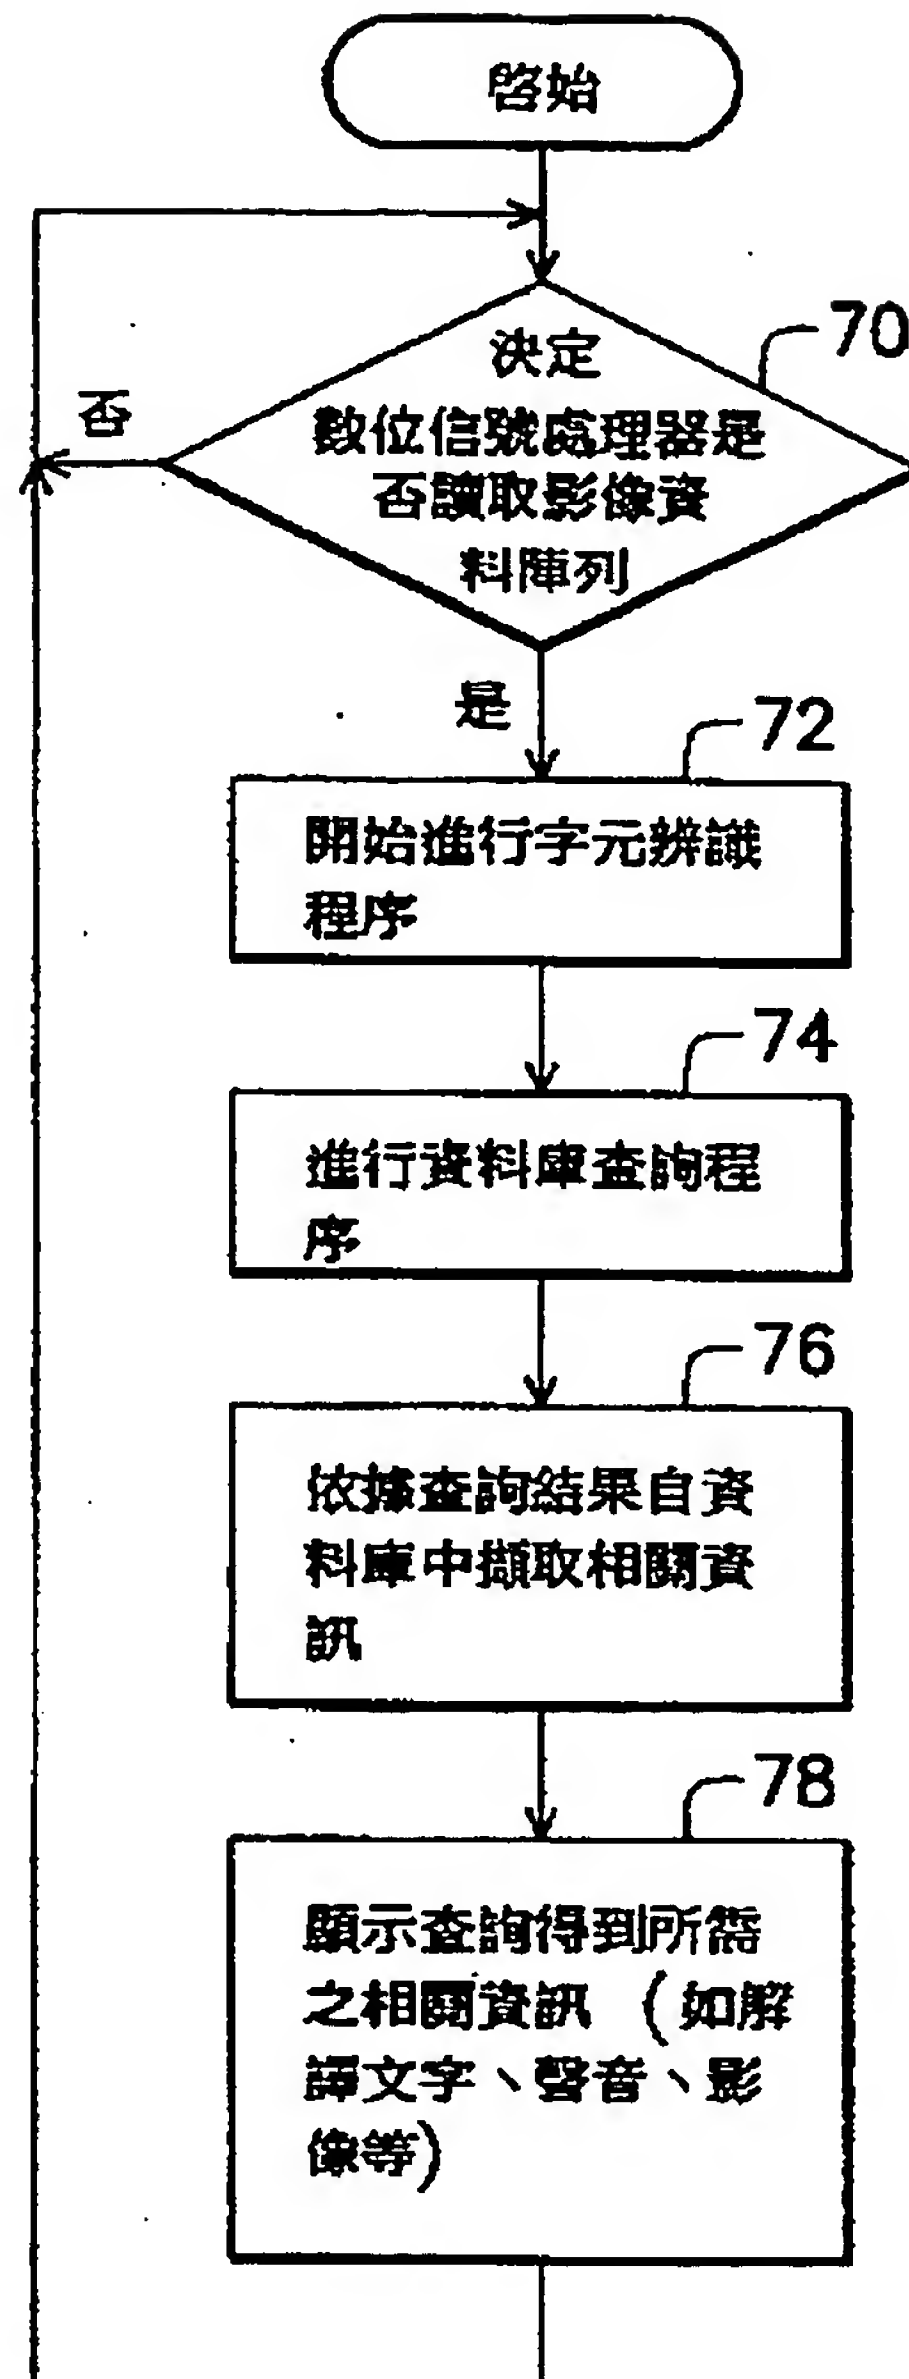 啓始
決定
70
數位信號處理器是
否讀取影像資
料陣列
否
是
72
開始進行字元辨識
程序
74
進行資料庫查詢程
序
76
依據查詢結果自資
料庫中擷取相關資
訊
78
顯示查詢得到所需
之相關資訊（如解
譯文字、聲音、影
像等）